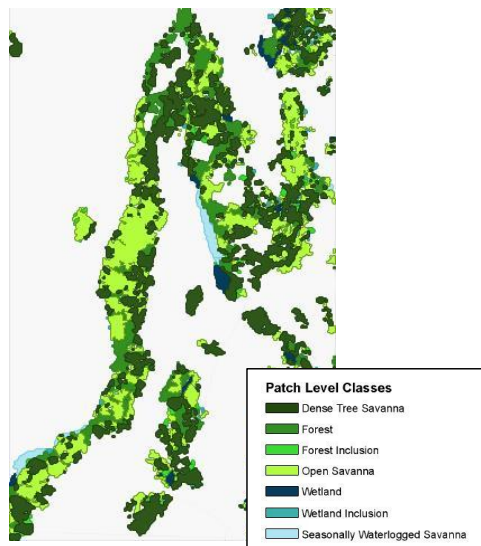 Patch Level Classes
Dense Tree Savanna
Forest
Forest Inclusion
Open Savanna
Wetland
Wetland Inclusion
Seasonally Waterlogged Savanna